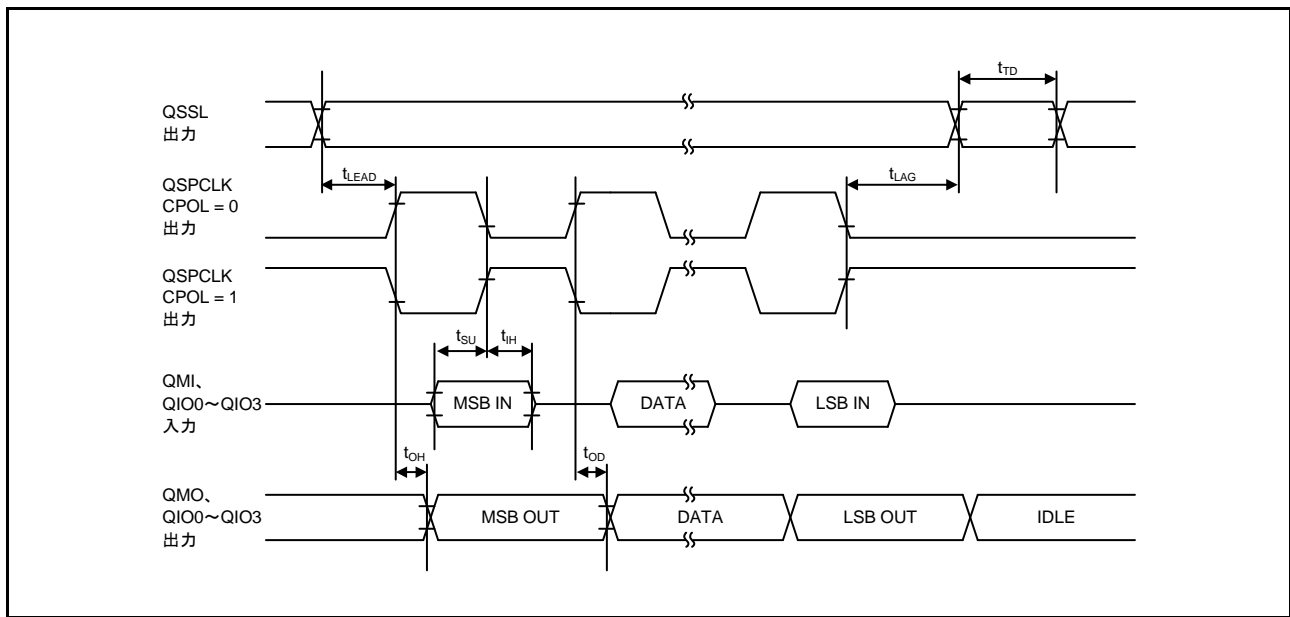 tTD
QSSL
出力
tLEAD
tLAG
QSPCLK
CPOL = 0
出力
QSPCLK
CPOL = 1
出力
tSU
tIH
QMI、
QIO0～QIO3
入力
MSB IN
DATA
LSB IN
tOH
tOD
QMO、
QIO0～QIO3
出力
MSB OUT
DATA
LSB OUT
IDLE